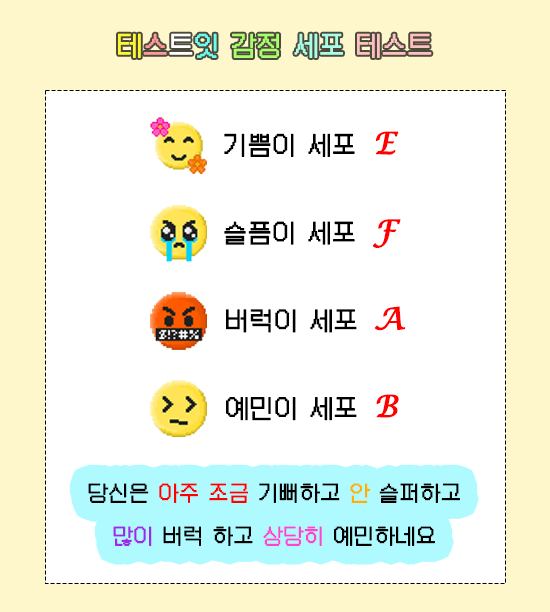 테스트잇 감정 세포 테스트
기쁨이 세포 E
슬픔이 세포 F
$!?#%
버럭이 세포 A
예민이 세포 B
당신은 아주 조금 기뻐하고 안 슬퍼하고
많이 버럭 하고 상당히 예민하네요